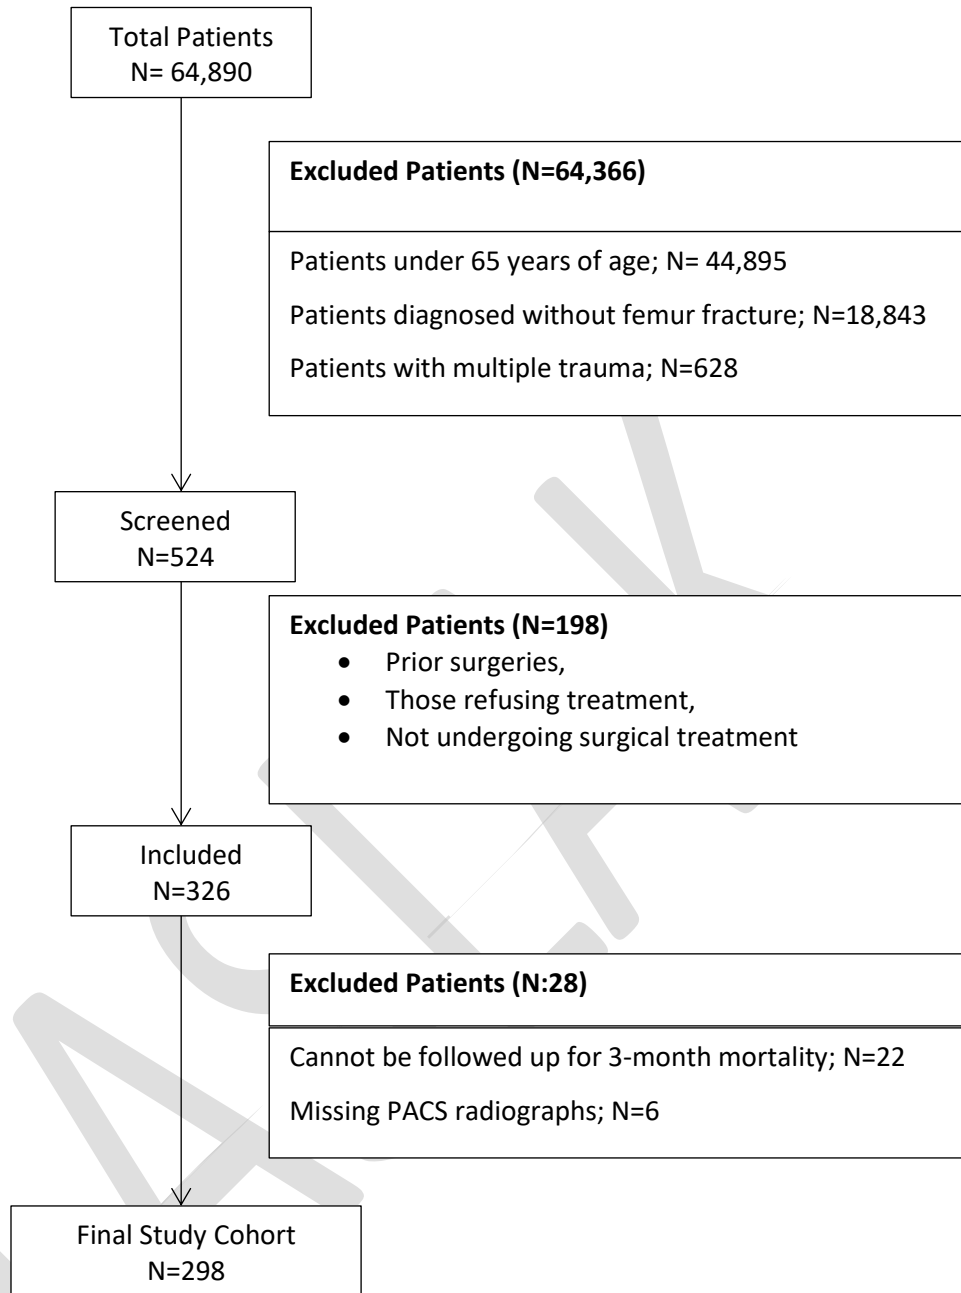 Total Patients
N= 64,890
Excluded Patients (N=64,366)
Patients under 65 years of age; N= 44,895
Patients diagnosed without femur fracture; N=18,843
Patients with multiple trauma; N=628
Screened
N=524
Excluded Patients (N=198)
• Prior surgeries,
• Those refusing treatment,
• Not undergoing surgical treatment
Included
N=326
Excluded Patients (N:28)
Cannot be followed up for 3-month mortality; N=22
Missing PACS radiographs; N=6
Final Study Cohort
N=298